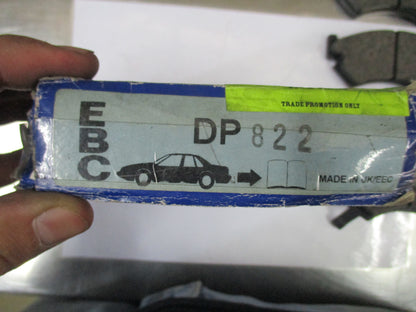 TRADE PROMOTION ONLY
EBC
DP 822
MADE IN UK/EEC